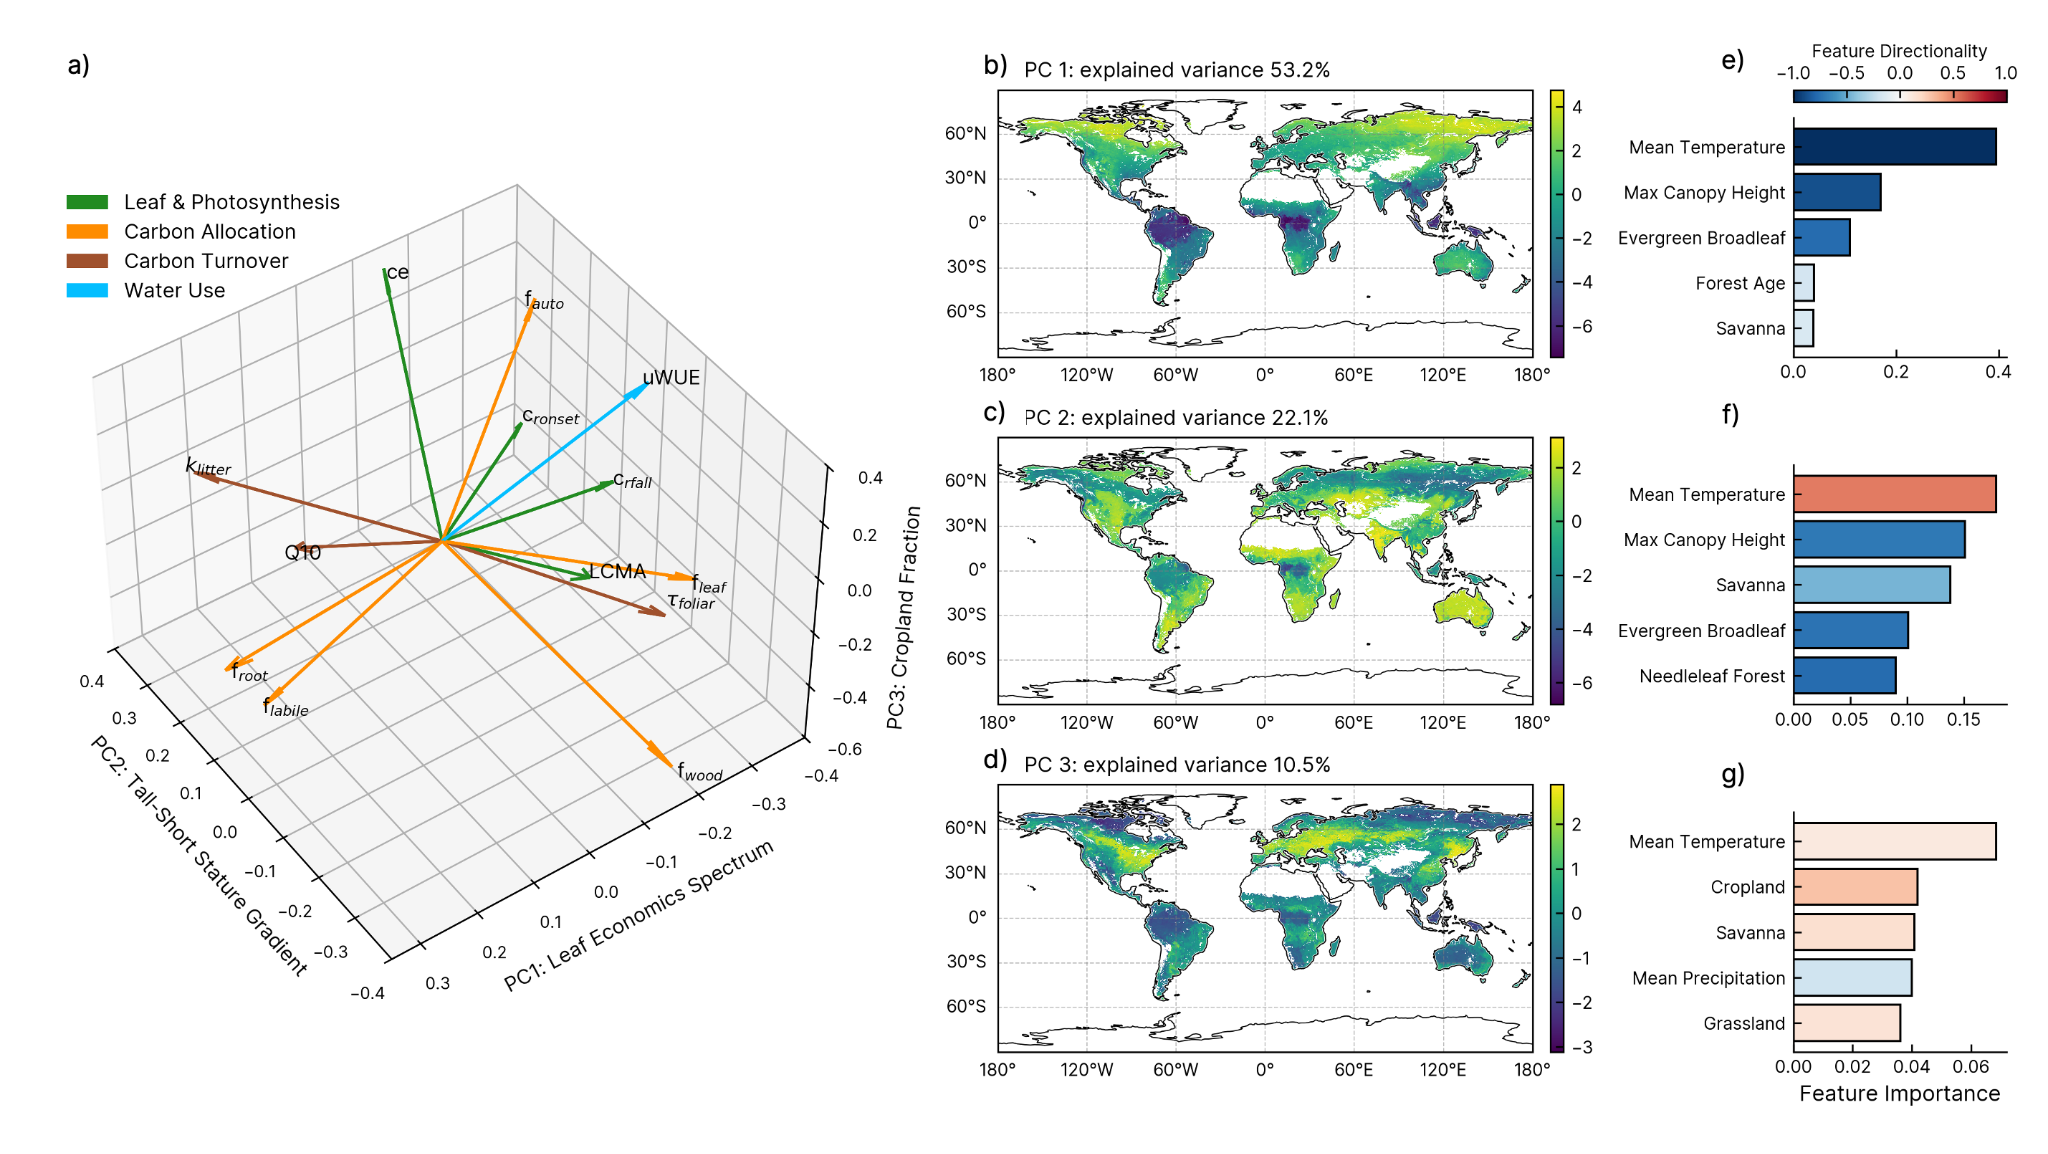 a)
Leaf & Photosynthesis
Carbon Allocation
Carbon Turnover
Water Use
ce
f_auto
uWUE
c_ronset
c_rfall
k_litter
Q10
LCMA
f_leaf
τ_foliar
f_root
f_labile
f_wood
0.4
0.2
0.0
−0.2
−0.4
−0.6
PC3: Cropland Fraction
0.4
0.3
0.2
0.1
0.0
−0.1
−0.2
−0.3
−0.4
PC2: Tall-Short Stature Gradient
−0.4
−0.3
−0.2
−0.1
0.0
0.1
0.2
0.3
PC1: Leaf Economics Spectrum
b) PC 1: explained variance 53.2%
60°N
30°N
0°
30°S
60°S
180° 120°W 60°W 0° 60°E 120°E 180°
4
2
0
−2
−4
−6
c) PC 2: explained variance 22.1%
60°N
30°N
0°
30°S
60°S
180° 120°W 60°W 0° 60°E 120°E 180°
2
0
−2
−4
−6
d) PC 3: explained variance 10.5%
60°N
30°N
0°
30°S
60°S
180° 120°W 60°W 0° 60°E 120°E 180°
2
1
0
−1
−2
−3
e)
Feature Directionality
−1.0 −0.5 0.0 0.5 1.0
Mean Temperature
Max Canopy Height
Evergreen Broadleaf
Forest Age
Savanna
0.0 0.2 0.4
f)
Mean Temperature
Max Canopy Height
Savanna
Evergreen Broadleaf
Needleleaf Forest
0.00 0.05 0.10 0.15
g)
Mean Temperature
Cropland
Savanna
Mean Precipitation
Grassland
0.00 0.02 0.04 0.06
Feature Importance